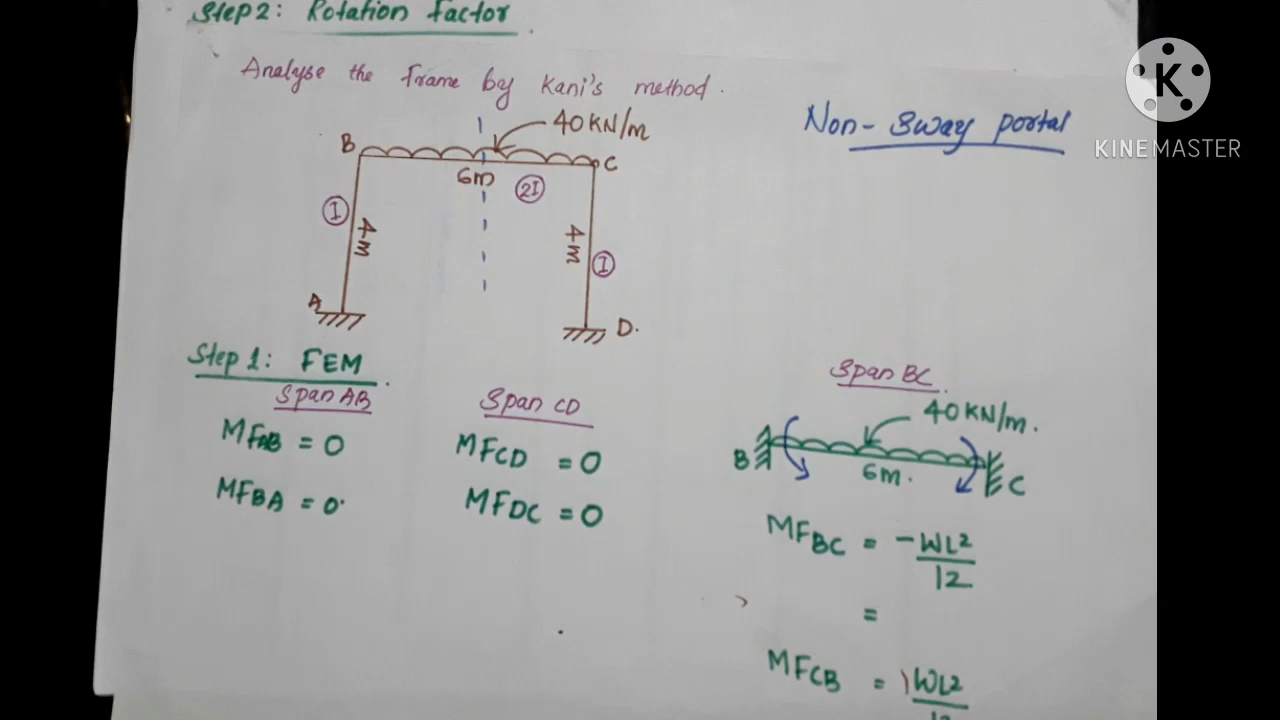 Step 2: Rotation Factor
Analyse the frame by Kani's method.
Non-Sway portal
K
KINEMASTER
40 KN/m
B
C
6m
2I
I
4m
4m
I
A
D.
Step 1: FEM
Span AB
MFAB = 0
MFBA = 0
Span CD
MFCD = 0
MFDC = 0
Span BC
40 KN/m.
B
6m.
C
MFBC = -WL²
12
=
MFCB = WL²
12